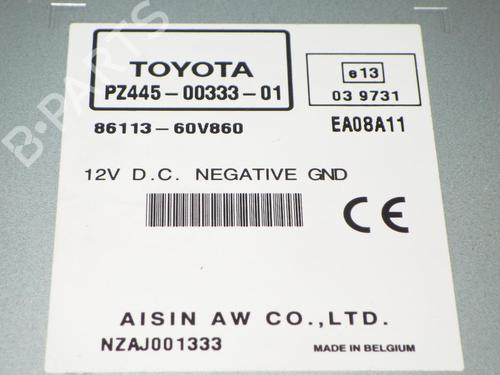 TOYOTA
PZ445-00333-01
e13
03 9731
86113-60V860
EA08A11
12V D.C. NEGATIVE GND
CE
AISIN AW CO.,LTD.
NZAJ001333
MADE IN BELGIUM
B-PARTS